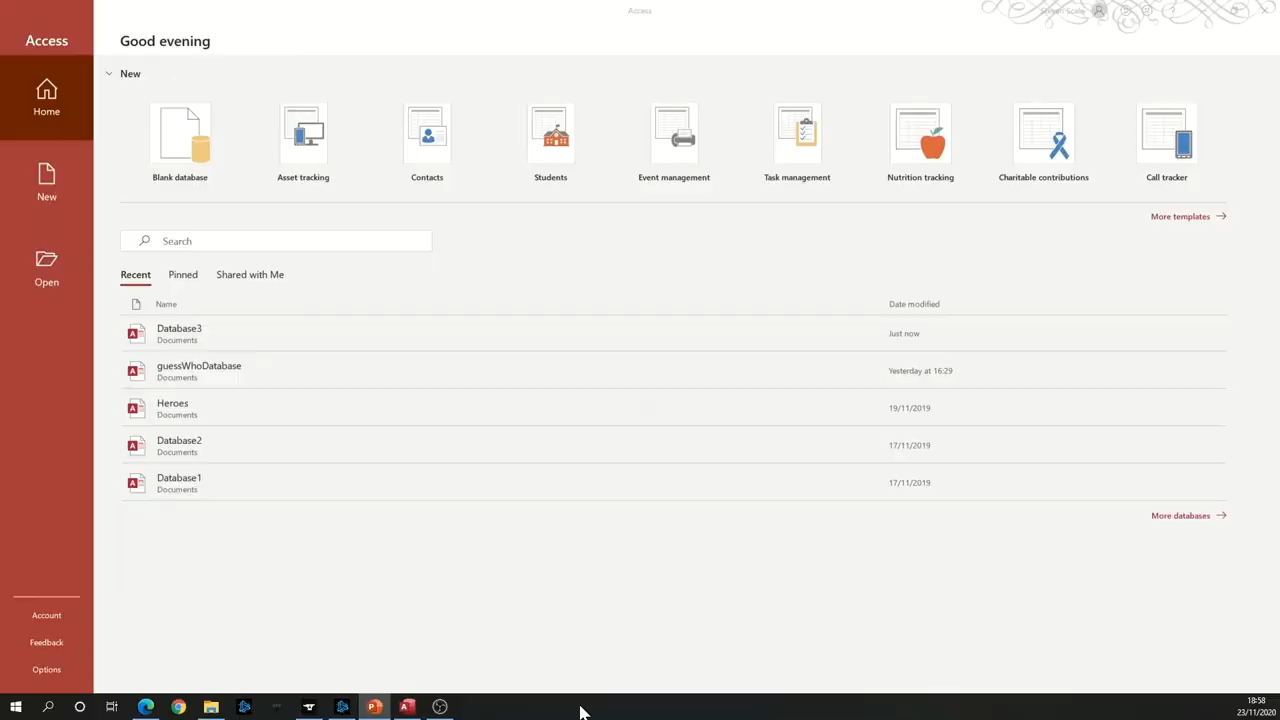 Access
Access
Good evening
New
Home
New
Open
Blank database
Asset tracking
Contacts
Students
Event management
Task management
Nutrition tracking
Charitable contributions
Call tracker
More templates
Search
Recent
Pinned
Shared with Me
Name
Date modified
Database3
Documents
Just now
guessWhoDatabase
Documents
Yesterday at 16:29
Heroes
Documents
19/11/2019
Database2
Documents
17/11/2019
Database1
Documents
17/11/2019
More databases
Account
Feedback
Options
18:58
23/11/2020